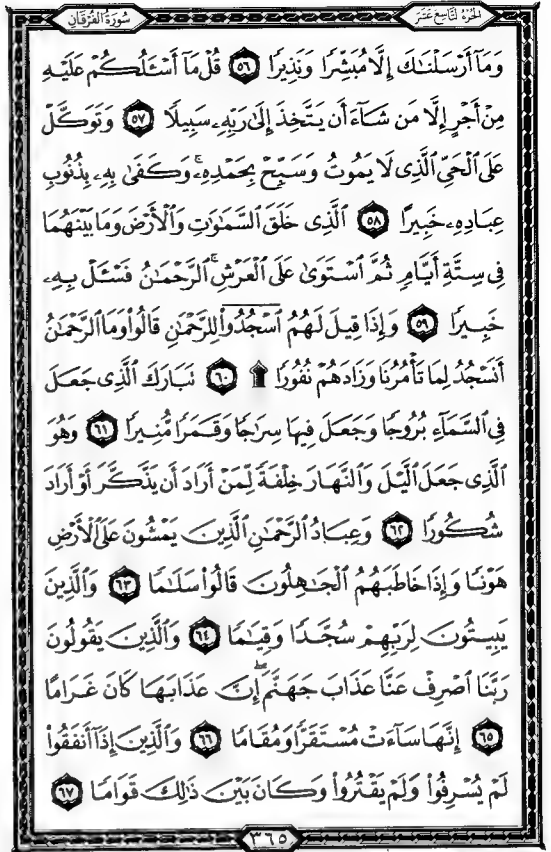 الجزء التاسع عشر
سورة الفرقان
وَمَآ أَرْسَلْنَٰكَ إِلَّا مُبَشِّرًا وَنَذِيرًا ٥٦ قُلْ مَآ أَسْـَٔلُكُمْ عَلَيْهِ
مِنْ أَجْرٍ إِلَّا مَن شَآءَ أَن يَتَّخِذَ إِلَىٰ رَبِّهِۦ سَبِيلًا ٥٧ وَتَوَكَّلْ
عَلَى ٱلْحَىِّ ٱلَّذِى لَا يَمُوتُ وَسَبِّحْ بِحَمْدِهِۦۚ وَكَفَىٰ بِهِۦ بِذُنُوبِ
عِبَادِهِۦ خَبِيرًا ٥٨ ٱلَّذِى خَلَقَ ٱلسَّمَٰوَٰتِ وَٱلْأَرْضَ وَمَا بَيْنَهُمَا
فِى سِتَّةِ أَيَّامٍ ثُمَّ ٱسْتَوَىٰ عَلَى ٱلْعَرْشِۚ ٱلرَّحْمَٰنُ فَسْـَٔلْ بِهِۦ
خَبِيرًا ٥٩ وَإِذَا قِيلَ لَهُمُ ٱسْجُدُوا۟ لِلرَّحْمَٰنِ قَالُوا۟ وَمَا ٱلرَّحْمَٰنُ
أَنَسْجُدُ لِمَا تَأْمُرُنَا وَزَادَهُمْ نُفُورًا ۩ ٦٠ تَبَارَكَ ٱلَّذِى جَعَلَ
فِى ٱلسَّمَآءِ بُرُوجًا وَجَعَلَ فِيهَا سِرَٰجًا وَقَمَرًا مُّنِيرًا ٦١ وَهُوَ
ٱلَّذِى جَعَلَ ٱلَّيْلَ وَٱلنَّهَارَ خِلْفَةً لِّمَنْ أَرَادَ أَن يَذَّكَّرَ أَوْ أَرَادَ
شُكُورًا ٦٢ وَعِبَادُ ٱلرَّحْمَٰنِ ٱلَّذِينَ يَمْشُونَ عَلَى ٱلْأَرْضِ
هَوْنًا وَإِذَا خَاطَبَهُمُ ٱلْجَٰهِلُونَ قَالُوا۟ سَلَٰمًا ٦٣ وَٱلَّذِينَ
يَبِيتُونَ لِرَبِّهِمْ سُجَّدًا وَقِيَٰمًا ٦٤ وَٱلَّذِينَ يَقُولُونَ
رَبَّنَا ٱصْرِفْ عَنَّا عَذَابَ جَهَنَّمَۖ إِنَّ عَذَابَهَا كَانَ غَرَامًا
٦٥ إِنَّهَا سَآءَتْ مُسْتَقَرًّا وَمُقَامًا ٦٦ وَٱلَّذِينَ إِذَآ أَنفَقُوا۟
لَمْ يُسْرِفُوا۟ وَلَمْ يَقْتُرُوا۟ وَكَانَ بَيْنَ ذَٰلِكَ قَوَامًا ٦٧
٣٦٥